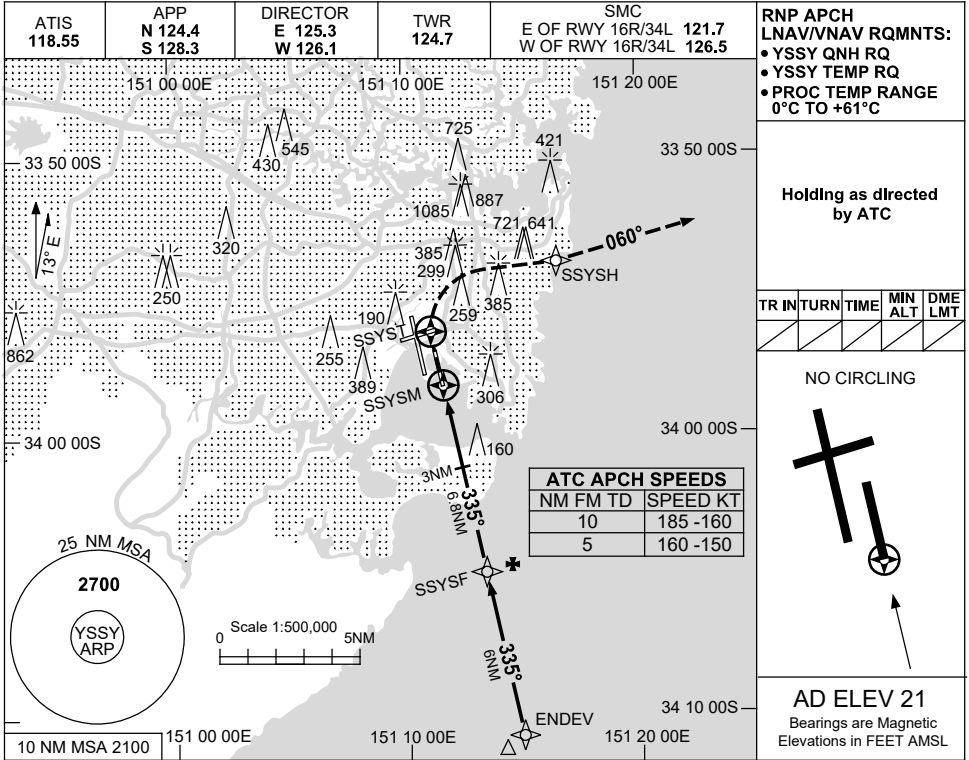 ATIS
118.55
APP
N 124.4
S 128.3
DIRECTOR
E 125.3
W 126.1
TWR
124.7
SMC
E OF RWY 16R/34L 121.7
W OF RWY 16R/34L 126.5
RNP APCH
LNAV/VNAV RQMNTS:
• YSSY QNH RQ
• YSSY TEMP RQ
• PROC TEMP RANGE
0°C TO +61°C
151 00 00E
151 10 00E
151 20 00E
725
421
545
430
33 50 00S
33 50 00S
887
1085
Holding as directed
by ATC
320
721
641
060°
13° E
385
299
SSYSH
250
385
259
190
TR IN
TURN
TIME
MIN
ALT
DME
LMT
862
SSYST
255
389
SSYSM
306
NO CIRCLING
34 00 00S
34 00 00S
160
3NM
335°
6.8NM
ATC APCH SPEEDS
NM FM TD
SPEED KT
10
185 -160
5
160 -150
25 NM MSA
2700
YSSY
ARP
SSYSF
0
Scale 1:500,000
5NM
335°
6NM
34 10 00S
ENDEV
10 NM MSA 2100
151 00 00E
151 10 00E
151 20 00E
AD ELEV 21
Bearings are Magnetic
Elevations in FEET AMSL